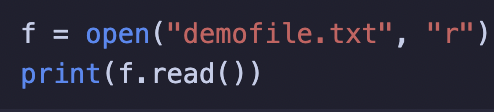 f = open("demofile.txt", "r")
print(f.read())